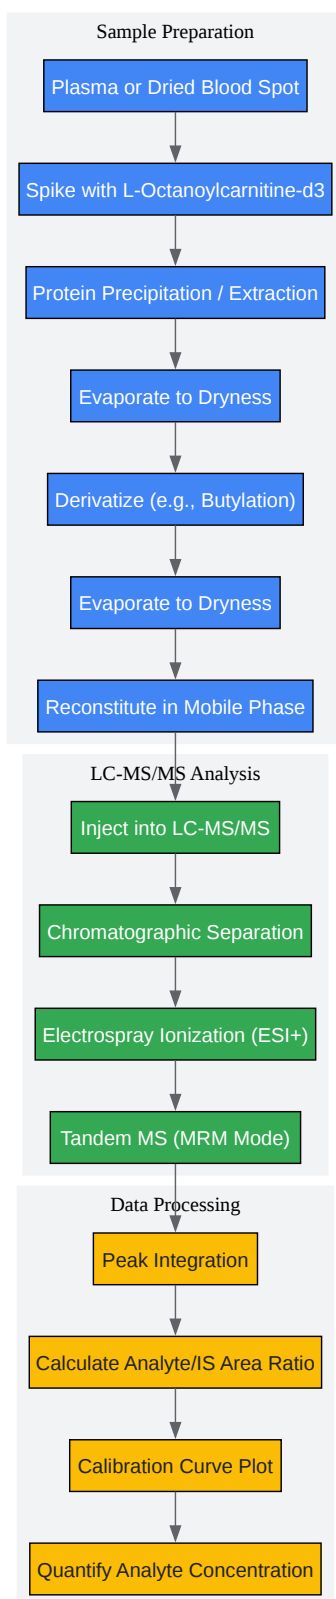 Sample Preparation
Plasma or Dried Blood Spot
Spike with L-Octanoylcarnitine-d3
Protein Precipitation / Extraction
Evaporate to Dryness
Derivatize (e.g., Butylation)
Evaporate to Dryness
Reconstitute in Mobile Phase
LC-MS/MS Analysis
Inject into LC-MS/MS
Chromatographic Separation
Electrospray Ionization (ESI+)
Tandem MS (MRM Mode)
Data Processing
Peak Integration
Calculate Analyte/IS Area Ratio
Calibration Curve Plot
Quantify Analyte Concentration